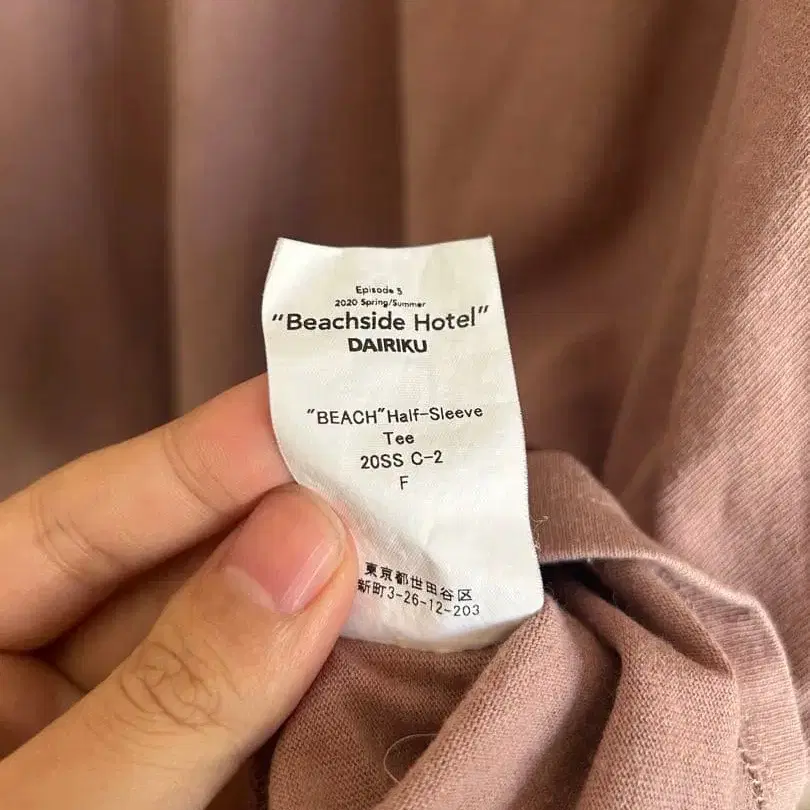 Episode 5
2020 Spring/Summer
"Beachside Hotel"
DAIRIKU
"BEACH"Half-Sleeve
Tee
20SS C-2
F
東京都世田谷区
新町3-26-12-203